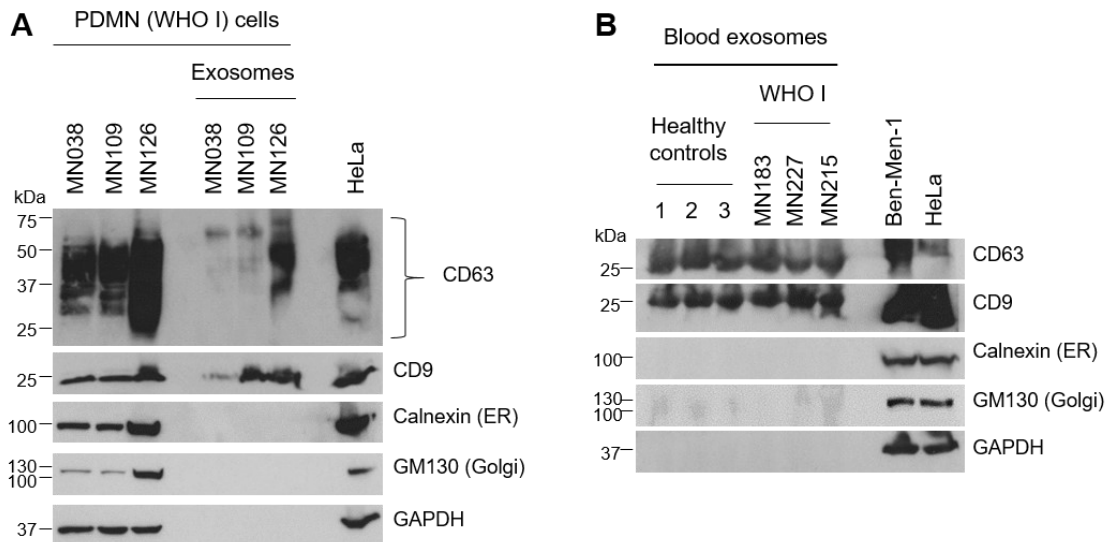 A
PDMN (WHO I) cells
Exosomes
MN038
MN109
MN126
MN038
MN109
MN126
HeLa
kDa
75
50
37
25
CD63
25
CD9
100
Calnexin (ER)
130
100
GM130 (Golgi)
37
GAPDH
B
Blood exosomes
Healthy
controls
WHO I
1 2 3
MN183
MN227
MN215
Ben-Men-1
HeLa
kDa
25
CD63
25
CD9
100
Calnexin (ER)
130
100
GM130 (Golgi)
37
GAPDH